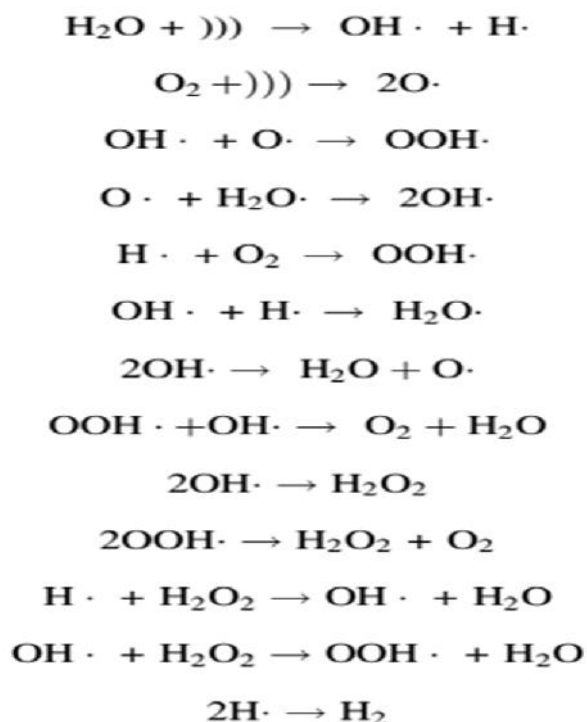 H₂O + ))) → OH · + H·
O₂ +))) → 2O·
OH · + O· → OOH·
O · + H₂O· → 2OH·
H · + O₂ → OOH·
OH · + H· → H₂O·
2OH· → H₂O + O·
OOH · +OH· → O₂ + H₂O
2OH· → H₂O₂
2OOH· → H₂O₂ + O₂
H · + H₂O₂ → OH · + H₂O
OH · + H₂O₂ → OOH · + H₂O
2H· → H₂